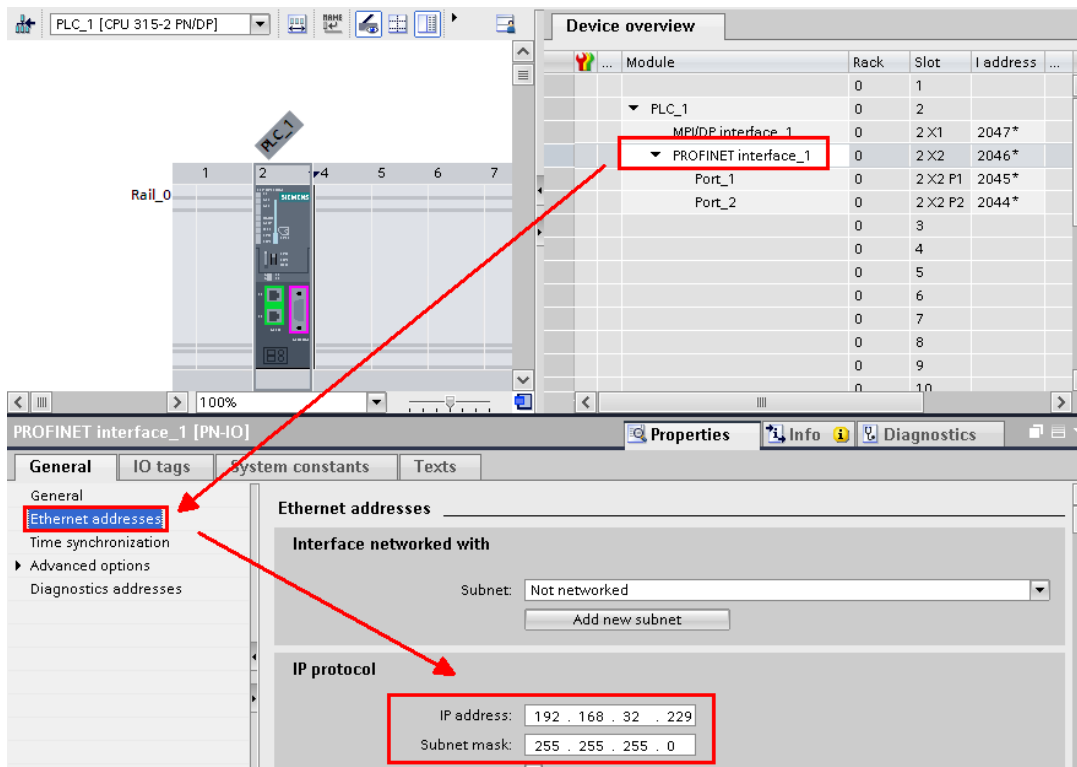 PLC_1 [CPU 315-2 PN/DP]
NAME
PLC_1
1 2 4 5 6 7
Rail_0
SIEMENS
100%
Device overview
... Module Rack Slot I address ...
0 1
PLC_1 0 2
MPI/DP interface_1 0 2 X1 2047*
PROFINET interface_1 0 2 X2 2046*
Port_1 0 2 X2 P1 2045*
Port_2 0 2 X2 P2 2044*
0 3
0 4
0 5
0 6
0 7
0 8
0 9
0 10
PROFINET interface_1 [PN-IO]
Properties Info Diagnostics
General IO tags System constants Texts
General
Ethernet addresses
Time synchronization
Advanced options
Diagnostics addresses
Ethernet addresses
Interface networked with
Subnet: Not networked
Add new subnet
IP protocol
IP address: 192 . 168 . 32 . 229
Subnet mask: 255 . 255 . 255 . 0